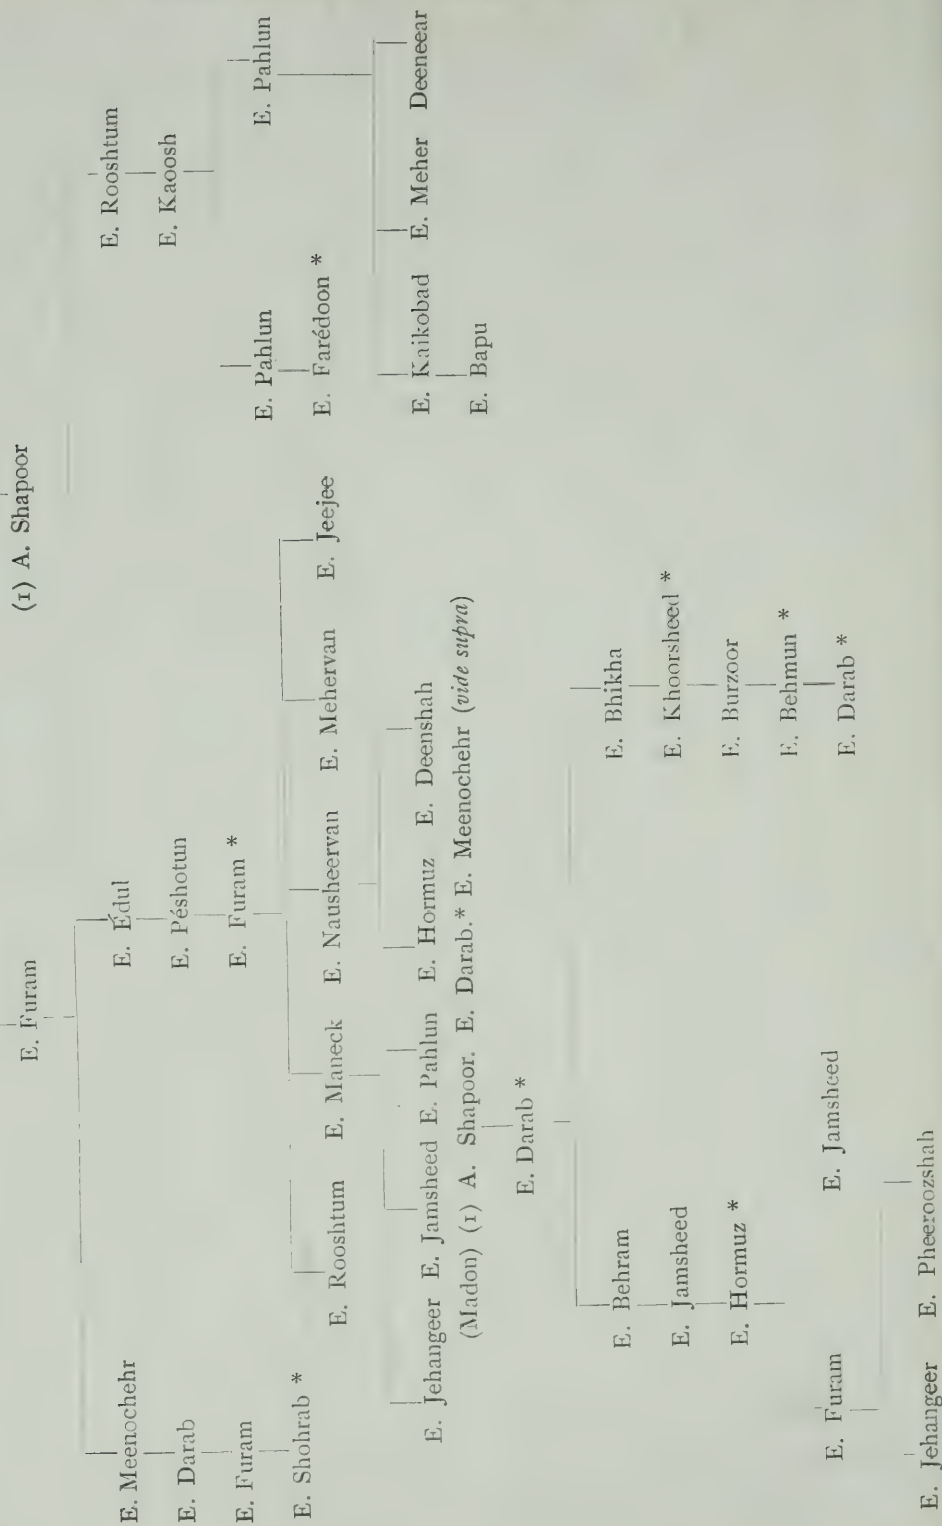 (1) A. Shapoor
E. Furam
E. Rooshtum
E. Meenochehr E. Édul
E. Kaoosh
E. Darab E. Péshotun
E. Furam E. Furam *
E. Pahlun E. Pahlun
E. Shohrab *
E. Farédoon *
E. Rooshtum E. Maneck E. Nausheervan E. Mehervan E. Jeejee
E. Kaikobad E. Meher Deeneear
E. Jehangeer E. Jamsheed E. Pahlun E. Hormuz E. Deenshah
E. Bapu
(Madon) (1) A. Shapoor. E. Darab.* E. Meenochehr (vide supra)
E. Darab *
E. Behram E. Bhikha
E. Jamsheed E. Khoorsheed *
E. Hormuz * E. Burzoor
E. Behmun *
E. Furam E. Jamsheed
E. Darab *
E. Jehangeer E. Pheeroozshah